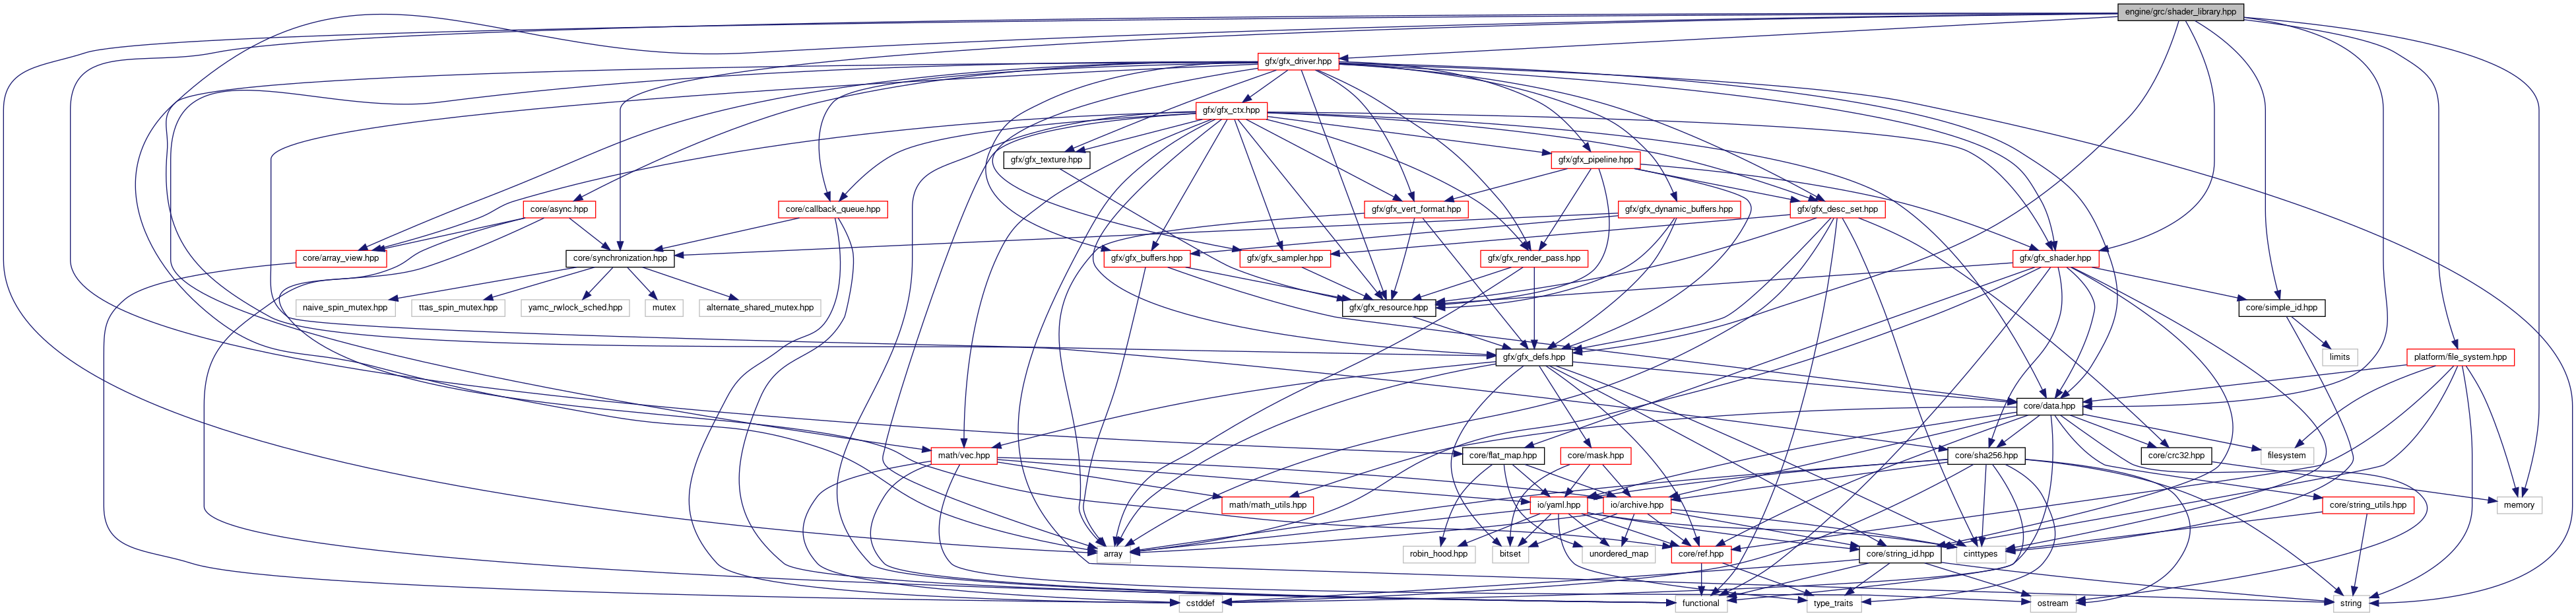 engine/grc/shader_library.hpp
gfx/gfx_driver.hpp
gfx/gfx_ctx.hpp
gfx/gfx_texture.hpp
gfx/gfx_pipeline.hpp
core/async.hpp
core/callback_queue.hpp
gfx/gfx_vert_format.hpp
gfx/gfx_dynamic_buffers.hpp
gfx/gfx_desc_set.hpp
core/array_view.hpp
core/synchronization.hpp
gfx/gfx_buffers.hpp
gfx/gfx_sampler.hpp
gfx/gfx_render_pass.hpp
gfx/gfx_shader.hpp
naive_spin_mutex.hpp
ttas_spin_mutex.hpp
yamc_rwlock_sched.hpp
mutex
alternate_shared_mutex.hpp
gfx/gfx_resource.hpp
core/simple_id.hpp
gfx/gfx_defs.hpp
limits
platform/file_system.hpp
core/data.hpp
math/vec.hpp
core/flat_map.hpp
core/mask.hpp
core/sha256.hpp
core/crc32.hpp
filesystem
math/math_utils.hpp
io/yaml.hpp
io/archive.hpp
core/string_utils.hpp
memory
array
robin_hood.hpp
bitset
unordered_map
core/ref.hpp
core/string_id.hpp
cinttypes
cstddef
functional
type_traits
ostream
string